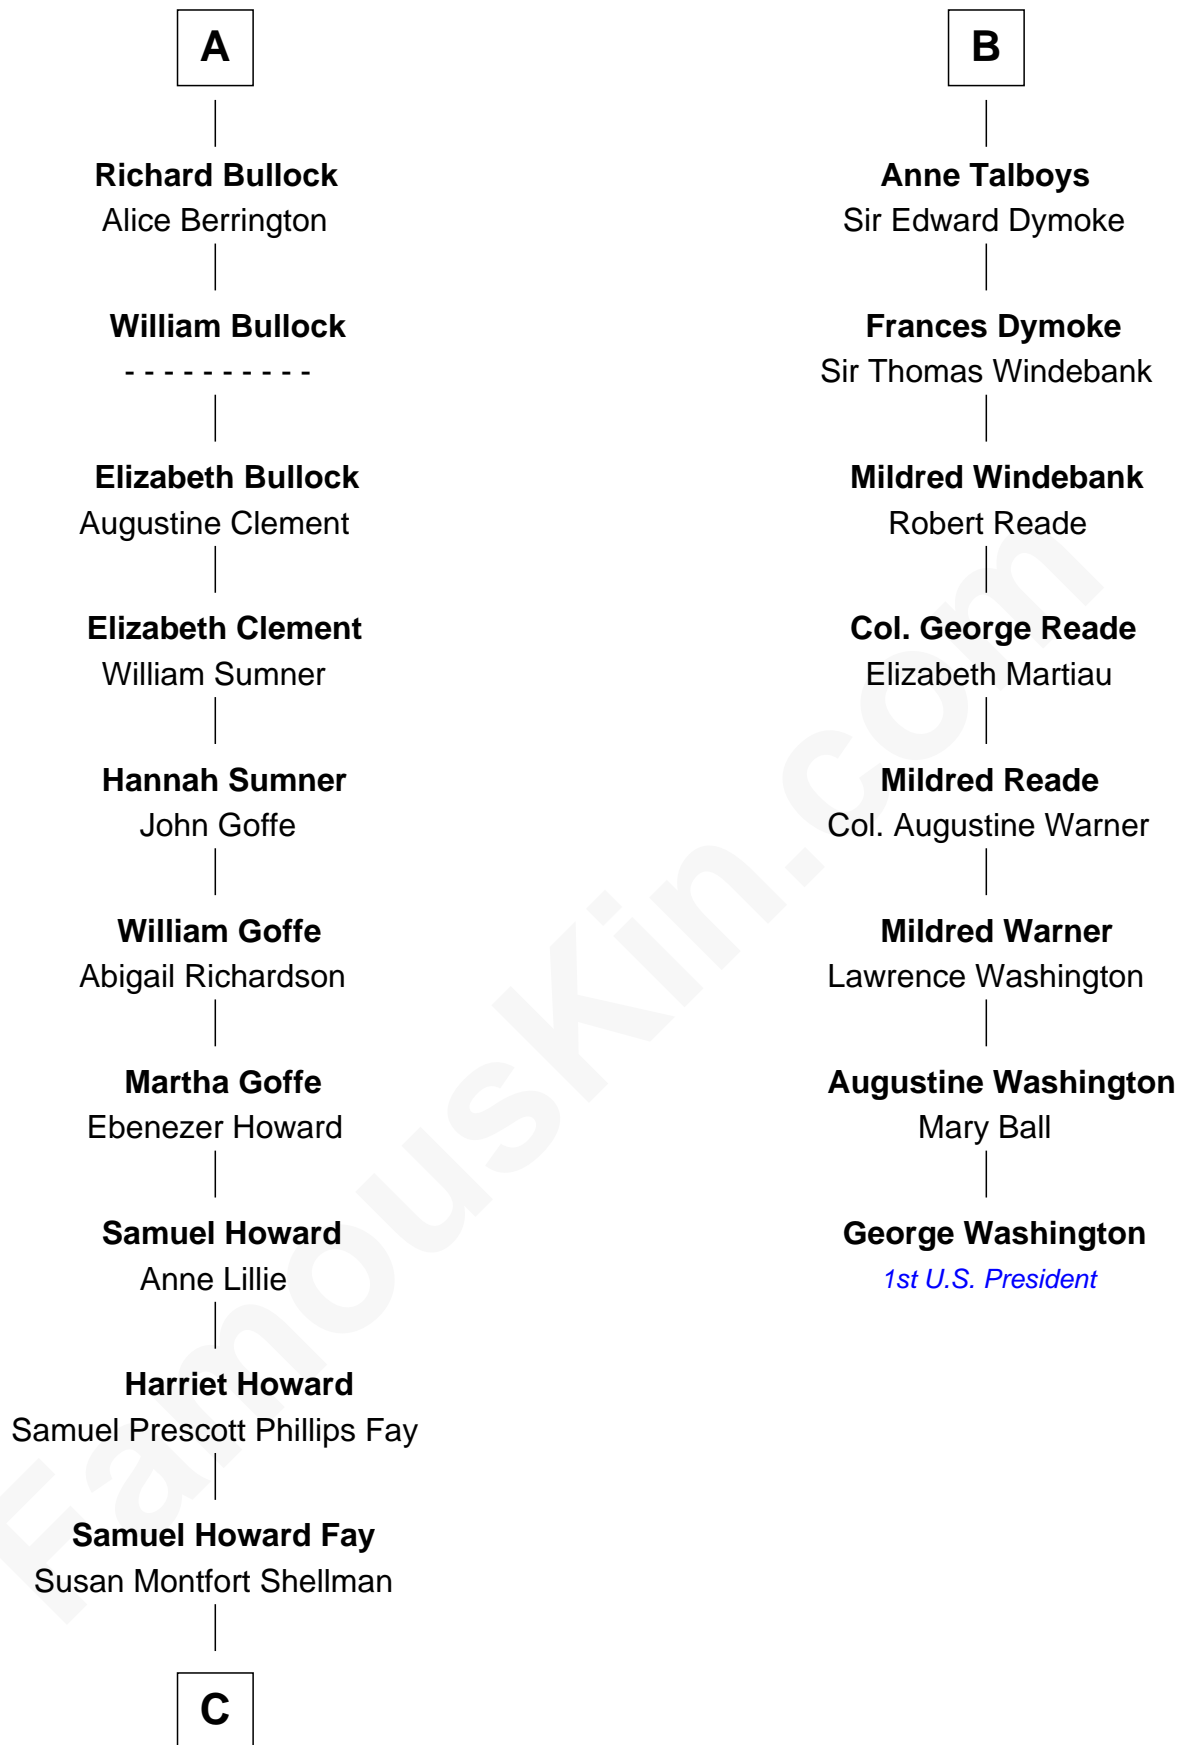 A
Richard Bullock
Alice Berrington
William Bullock
- - - - - - - - - -
Elizabeth Bullock
Augustine Clement
Elizabeth Clement
William Sumner
Hannah Sumner
John Goffe
William Goffe
Abigail Richardson
Martha Goffe
Ebenezer Howard
Samuel Howard
Anne Lillie
Harriet Howard
Samuel Prescott Phillips Fay
Samuel Howard Fay
Susan Montfort Shellman
C
B
Anne Talboys
Sir Edward Dymoke
Frances Dymoke
Sir Thomas Windebank
Mildred Windebank
Robert Reade
Col. George Reade
Elizabeth Martiau
Mildred Reade
Col. Augustine Warner
Mildred Warner
Lawrence Washington
Augustine Washington
Mary Ball
George Washington
1st U.S. President
FamousKin.com